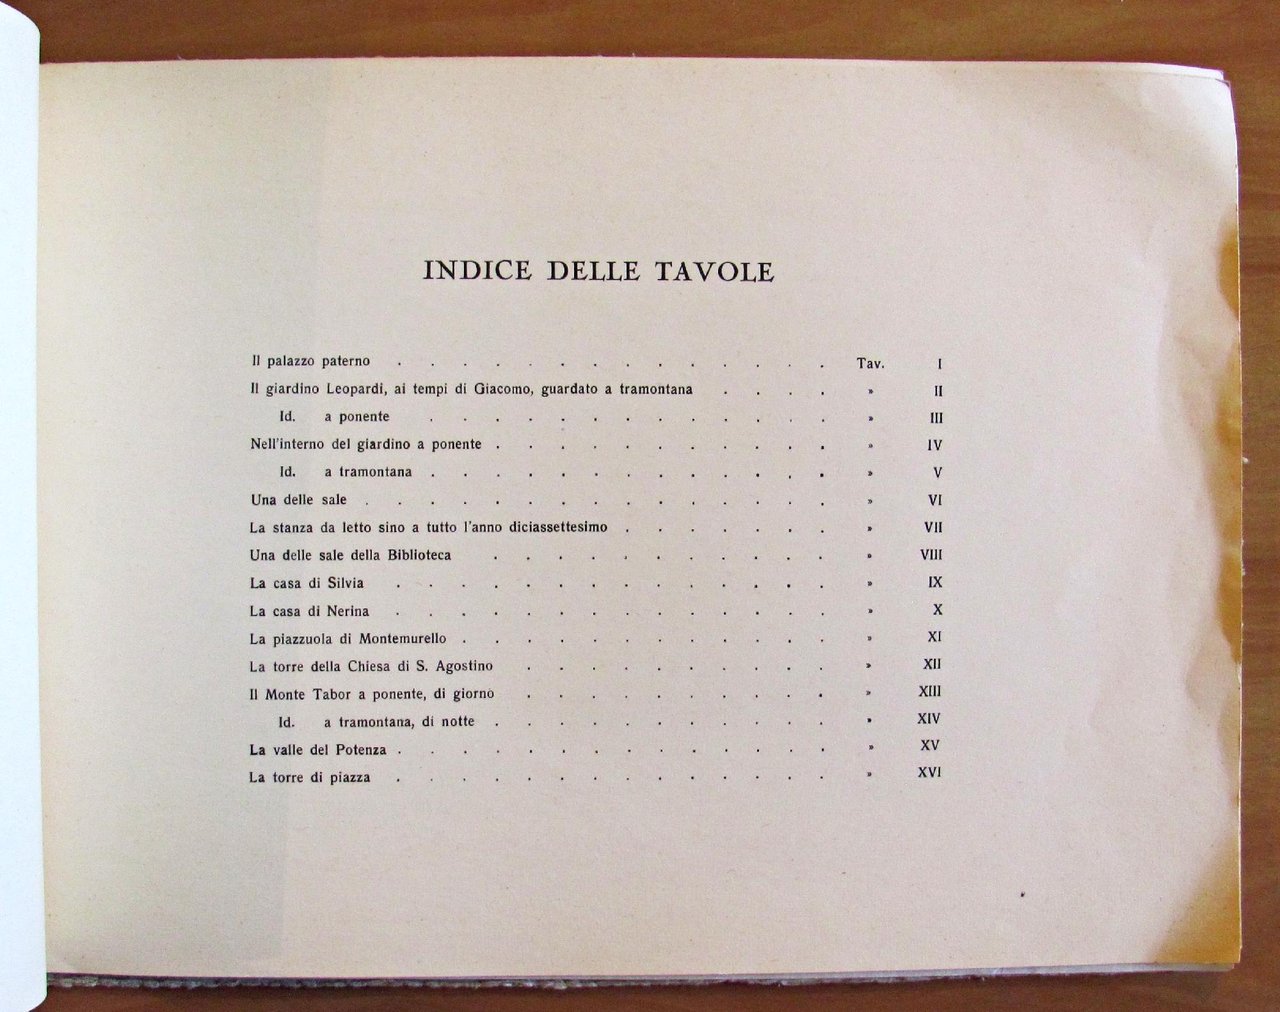 INDICE DELLE TAVOLE
Il palazzo paterno . . . . . . . . . . . . . . Tav. I
Il giardino Leopardi, ai tempi di Giacomo, guardato a tramontana . . . . » II
Id. a ponente . . . . . . . . . . . . . » III
Nell'interno del giardino a ponente . . . . . . . . . . . » IV
Id. a tramontana . . . . . . . . . . . . . » V
Una delle sale . . . . . . . . . . . . . . . » VI
La stanza da letto sino a tutto l'anno diciassettesimo . . . . . . . » VII
Una delle sale della Biblioteca . . . . . . . . . . . » VIII
La casa di Silvia . . . . . . . . . . . . . . » IX
La casa di Nerina . . . . . . . . . . . . . . » X
La piazzuola di Montemurello . . . . . . . . . . . . » XI
La torre della Chiesa di S. Agostino . . . . . . . . . . » XII
Il Monte Tabor a ponente, di giorno . . . . . . . . . . » XIII
Id. a tramontana, di notte . . . . . . . . . . . » XIV
La valle del Potenza . . . . . . . . . . . . . . » XV
La torre di piazza . . . . . . . . . . . . . . » XVI